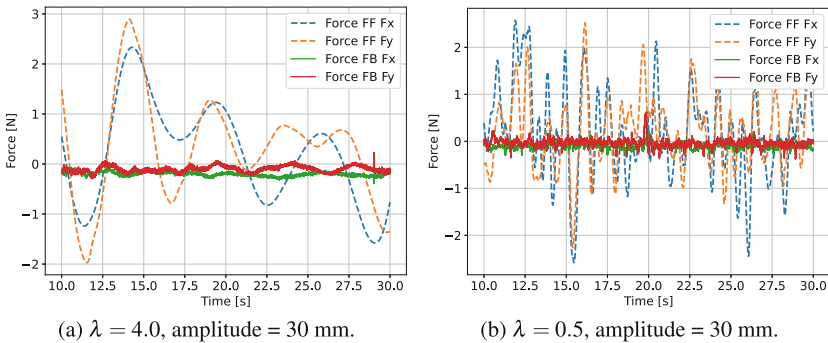 3
2
1
0
−1
−2
Force [N]
Force FF Fx
Force FF Fy
Force FB Fx
Force FB Fy
10.0 12.5 15.0 17.5 20.0 22.5 25.0 27.5 30.0
Time [s]
(a) λ = 4.0, amplitude = 30 mm.
2
1
0
−1
−2
Force [N]
Force FF Fx
Force FF Fy
Force FB Fx
Force FB Fy
10.0 12.5 15.0 17.5 20.0 22.5 25.0 27.5 30.0
Time [s]
(b) λ = 0.5, amplitude = 30 mm.